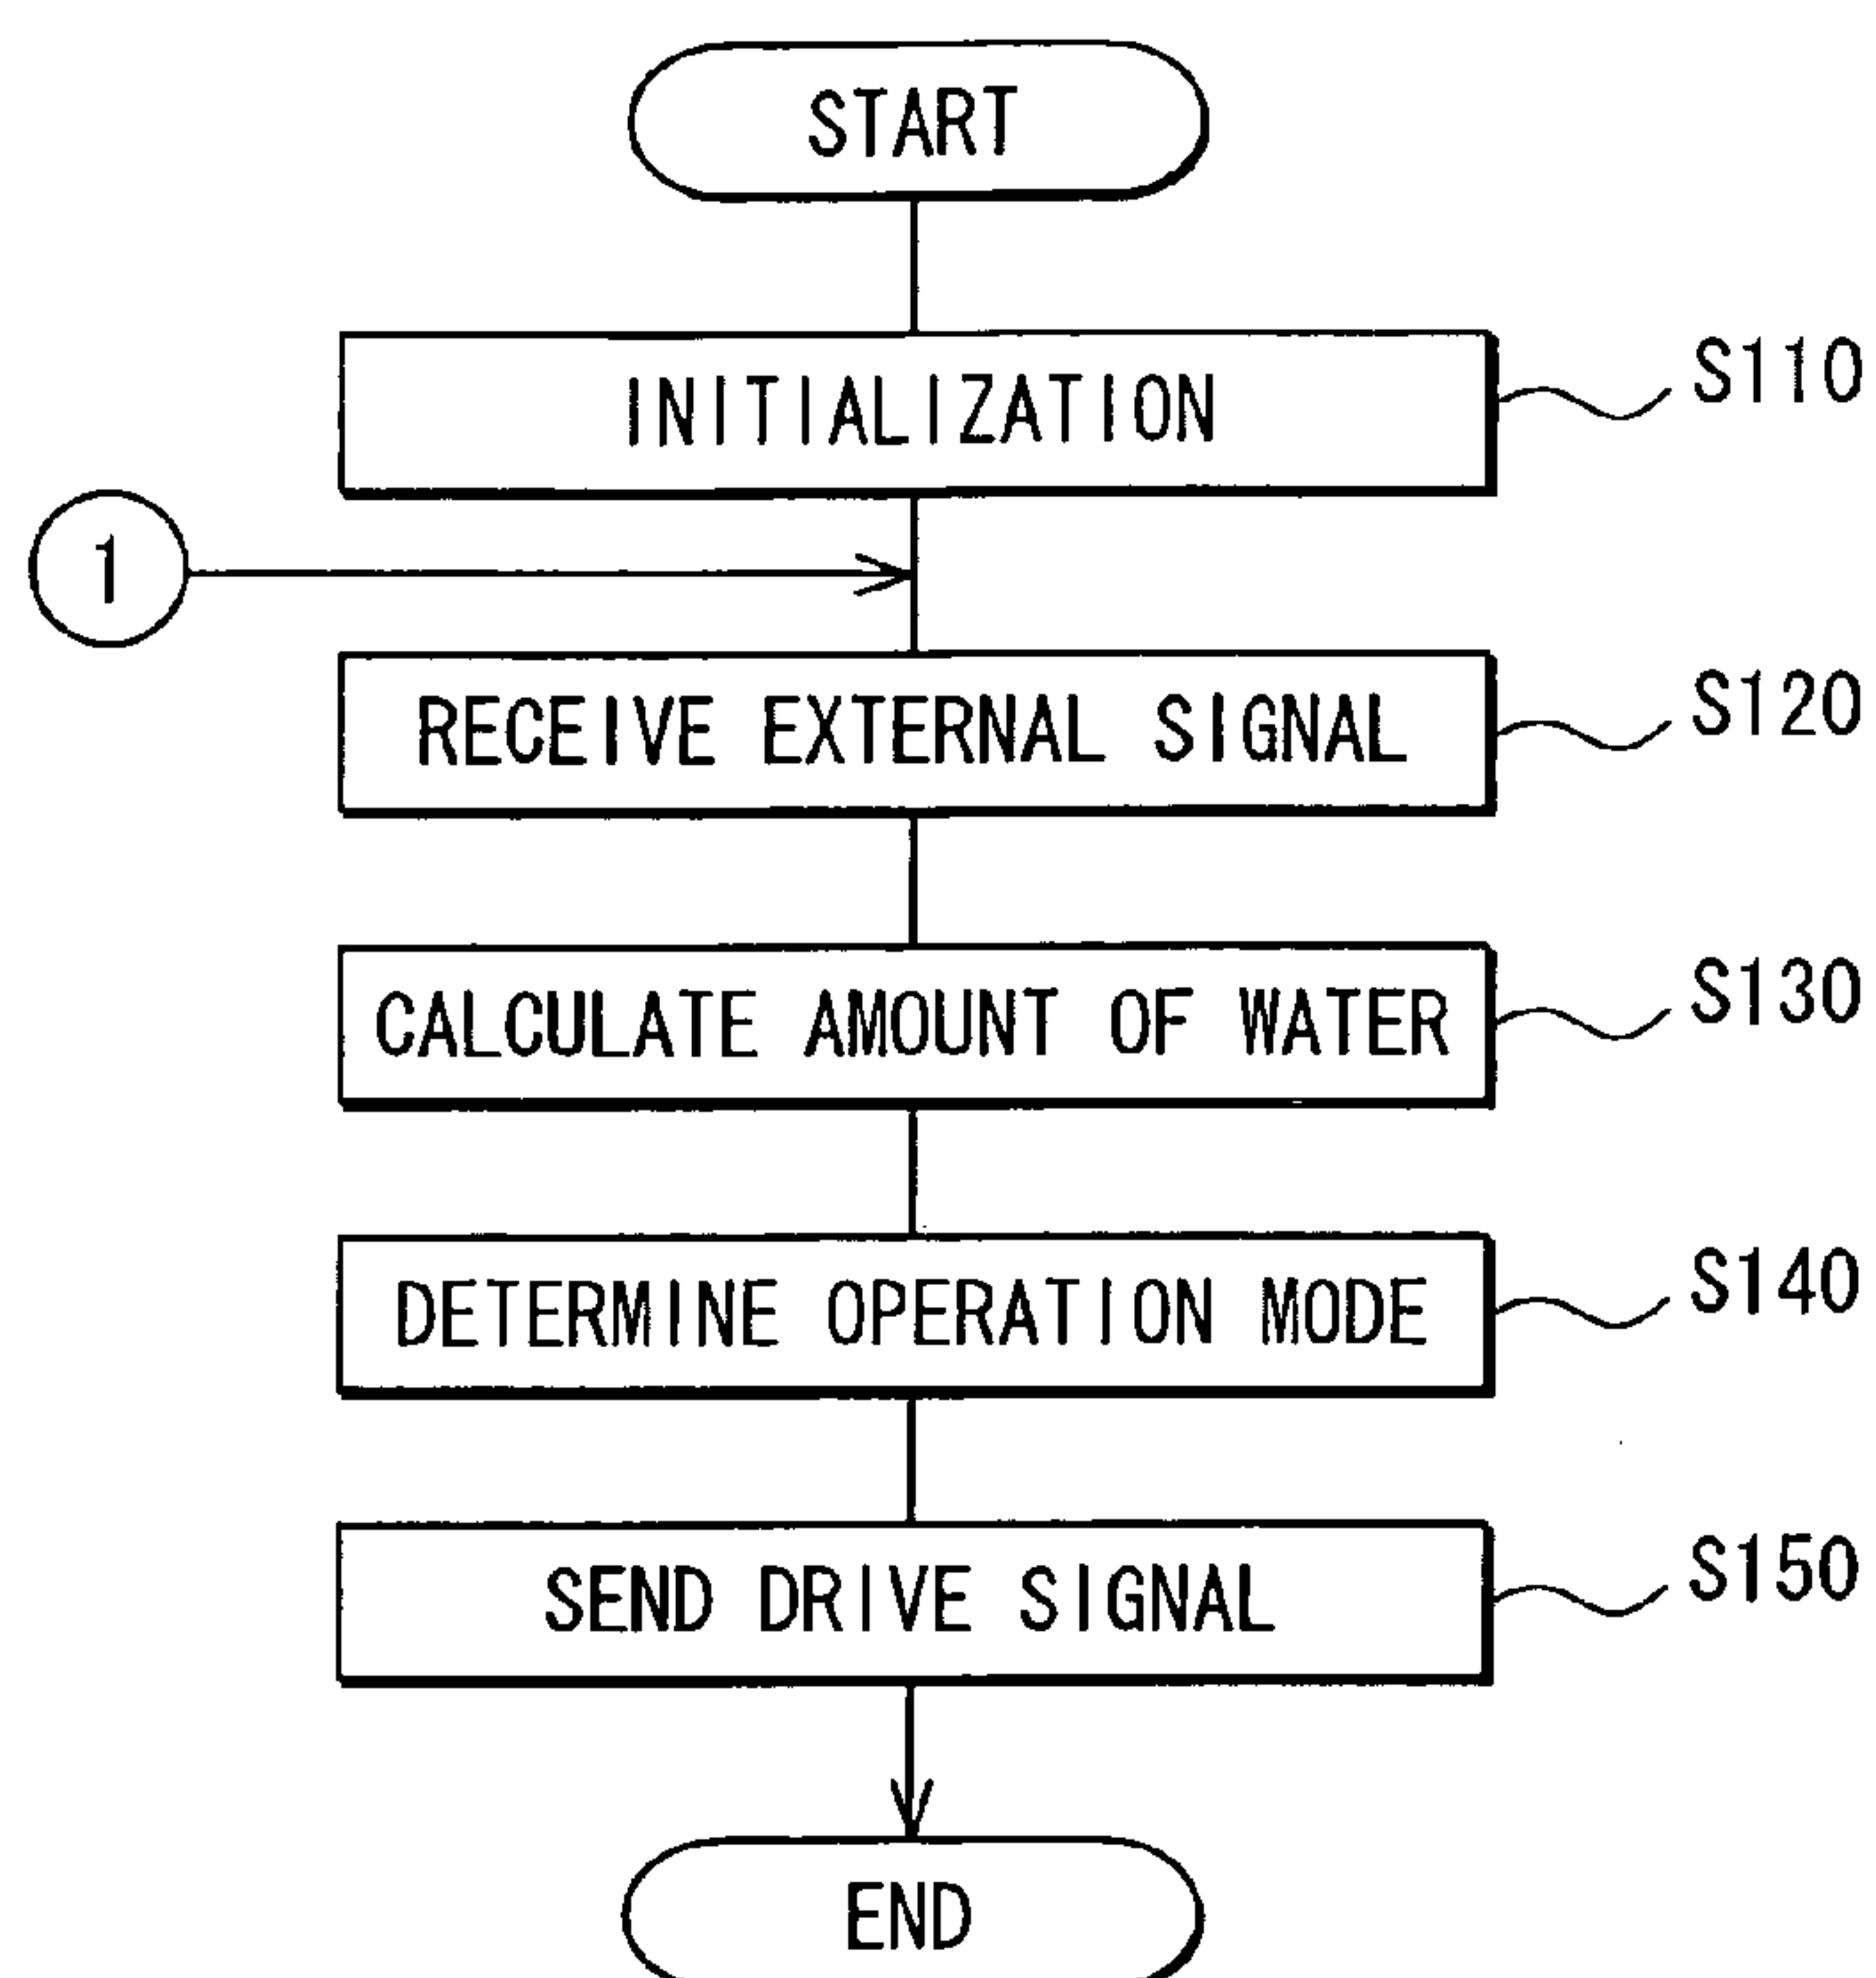 START
INITIALIZATION
S110
1
RECEIVE EXTERNAL SIGNAL
S120
CALCULATE AMOUNT OF WATER
S130
DETERMINE OPERATION MODE
S140
SEND DRIVE SIGNAL
S150
END